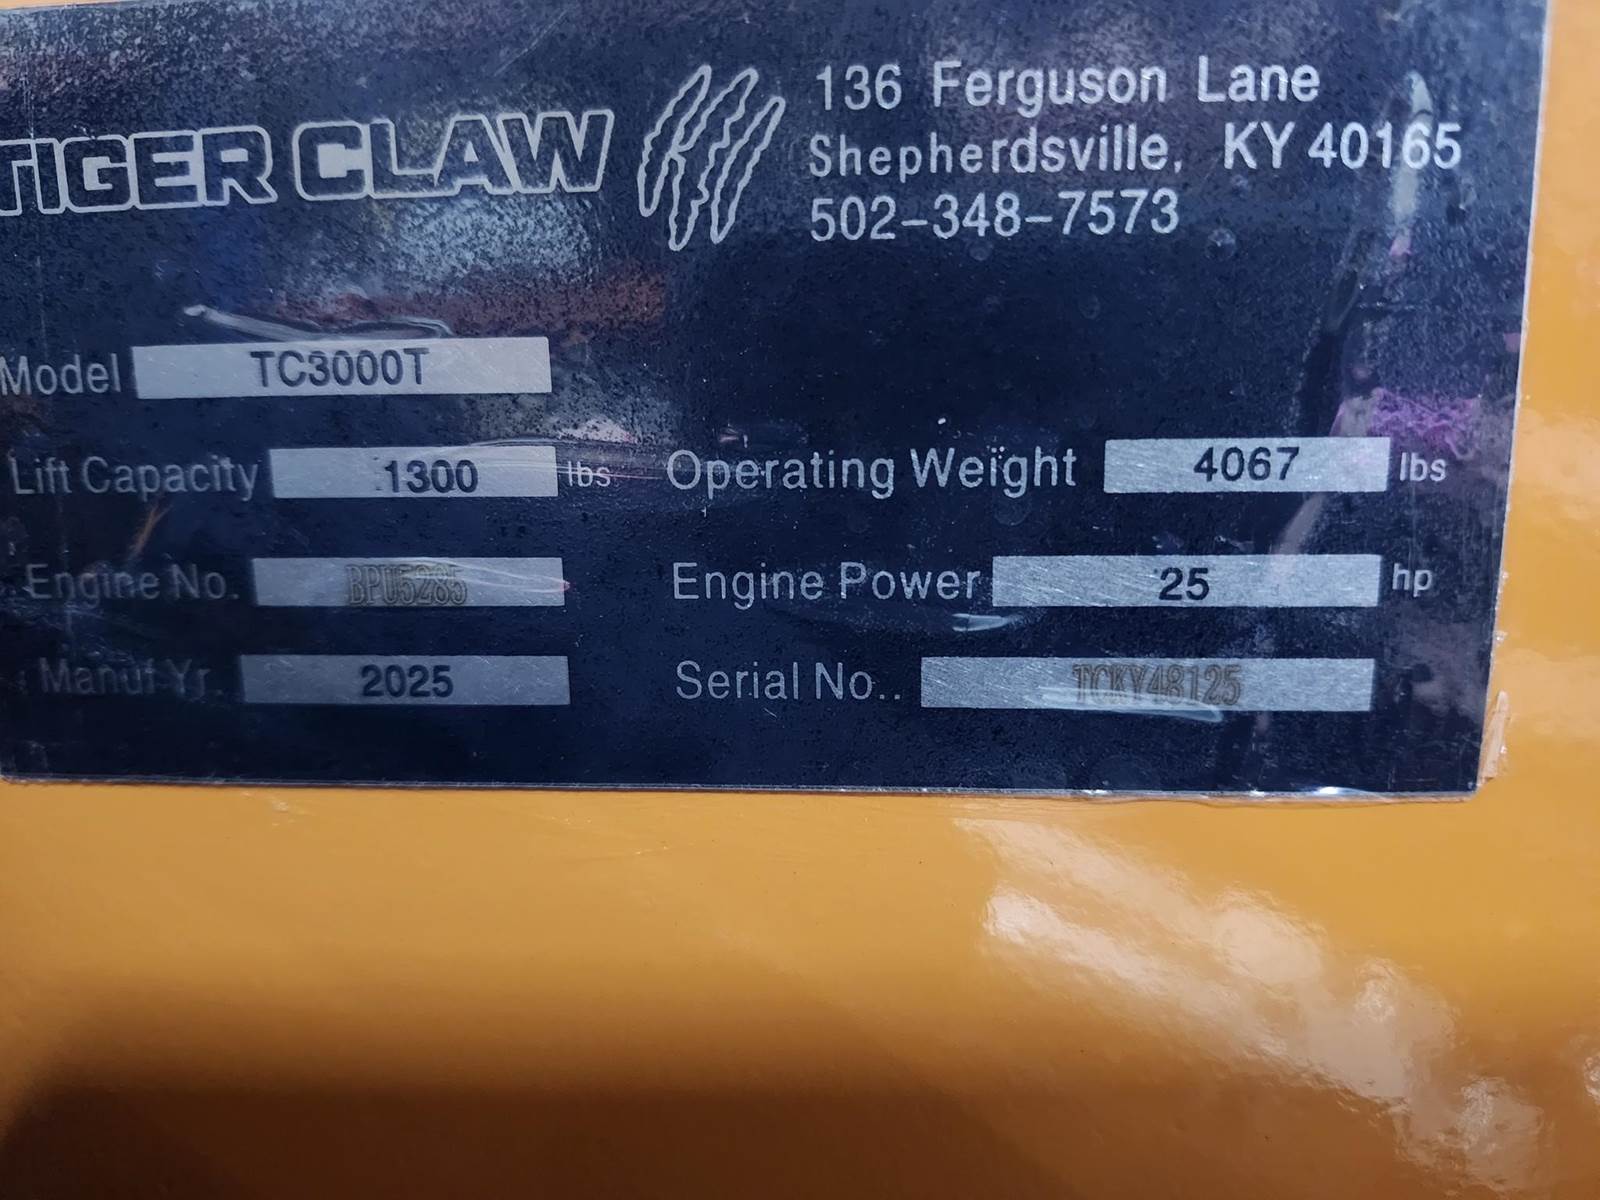 TIGER CLAW
136 Ferguson Lane
Shepherdsville, KY 40165
502-348-7573
Model TC3000T
Lift Capacity 1300 lbs Operating Weight 4067 lbs
Engine No. BPU5285 Engine Power 25 hp
Manuf Yr. 2025 Serial No.. TCKY48125